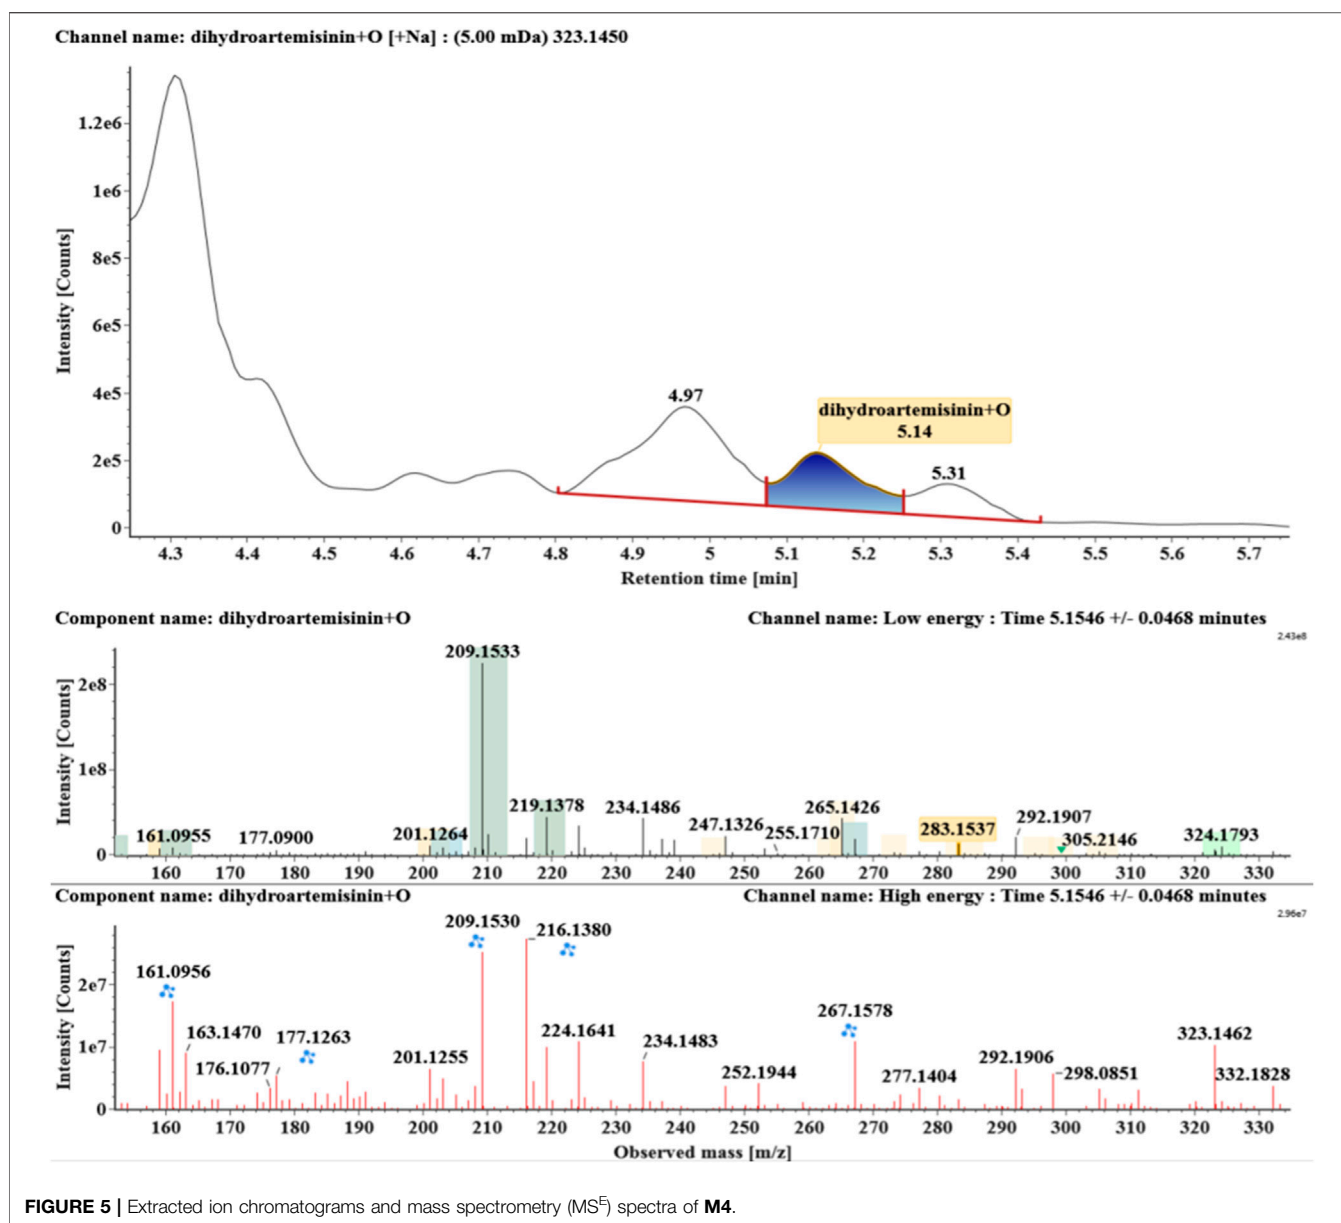 Channel name: dihydroartemisinin+O [+Na] : (5.00 mDa) 323.1450
Intensity [Counts]
1.2e6
1e6
8e5
6e5
4e5
2e5
0
4.97
dihydroartemisinin+O
5.14
5.31
4.3 4.4 4.5 4.6 4.7 4.8 4.9 5 5.1 5.2 5.3 5.4 5.5 5.6 5.7
Retention time [min]
Component name: dihydroartemisinin+O Channel name: Low energy : Time 5.1546 +/- 0.0468 minutes
2.43e8
Intensity [Counts]
2e8
1e8
0
161.0955 177.0900 201.1264 209.1533 219.1378 234.1486 247.1326 255.1710 265.1426 283.1537 292.1907 305.2146 324.1793
160 170 180 190 200 210 220 230 240 250 260 270 280 290 300 310 320 330
Component name: dihydroartemisinin+O Channel name: High energy : Time 5.1546 +/- 0.0468 minutes
2.96e7
Intensity [Counts]
2e7
1e7
0
161.0956 163.1470 176.1077 177.1263 201.1255 209.1530 216.1380 224.1641 234.1483 252.1944 267.1578 277.1404 292.1906 298.0851 323.1462 332.1828
160 170 180 190 200 210 220 230 240 250 260 270 280 290 300 310 320 330
Observed mass [m/z]
FIGURE 5 | Extracted ion chromatograms and mass spectrometry (MSᴱ) spectra of M4.